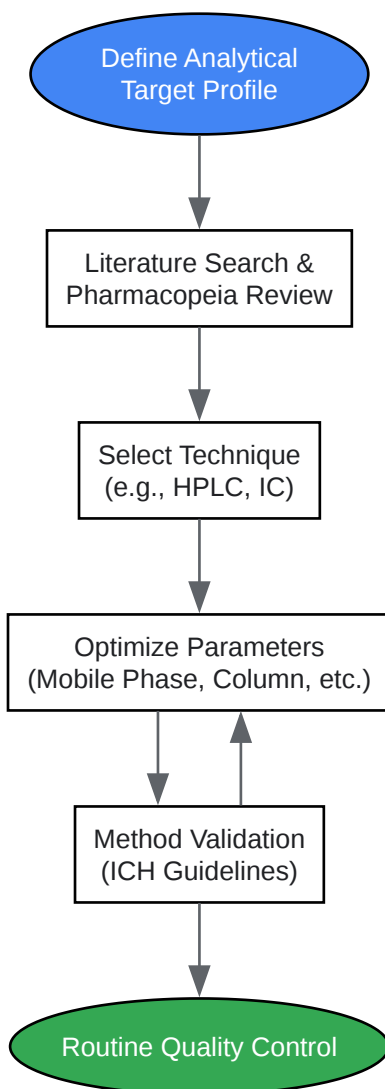 Define Analytical
Target Profile
Literature Search &
Pharmacopeia Review
Select Technique
(e.g., HPLC, IC)
Optimize Parameters
(Mobile Phase, Column, etc.)
Method Validation
(ICH Guidelines)
Routine Quality Control